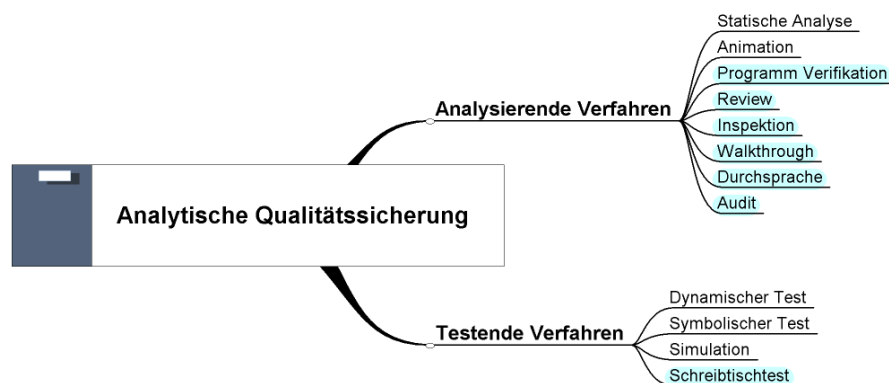 Statische Analyse
Animation
Programm Verifikation
Review
Analysierende Verfahren
Inspektion
Walkthrough
Durchsprache
Audit
Analytische Qualitätssicherung
Dynamischer Test
Symbolischer Test
Testende Verfahren
Simulation
Schreibtischtest